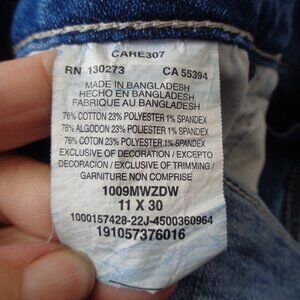 CARE307
RN 130273 CA 55394
MADE IN BANGLADESH
HECHO EN BANGLADESH
FABRIQUE AU BANGLADESH
76% COTTON 23% POLYESTER 1% SPANDEX
76% ALGODON 23% POLYESTER 1% SPANDEX
76% COTON 23% POLYESTER 1% SPANDEX
EXCLUSIVE OF DECORATION / EXCEPTO
DECORACION / EXCLUSIVE OF TRIMMING /
GARNITURE NON COMPRISE
1009MWZDW
11 X 30
1000157428-22J-4500360964
191057376016